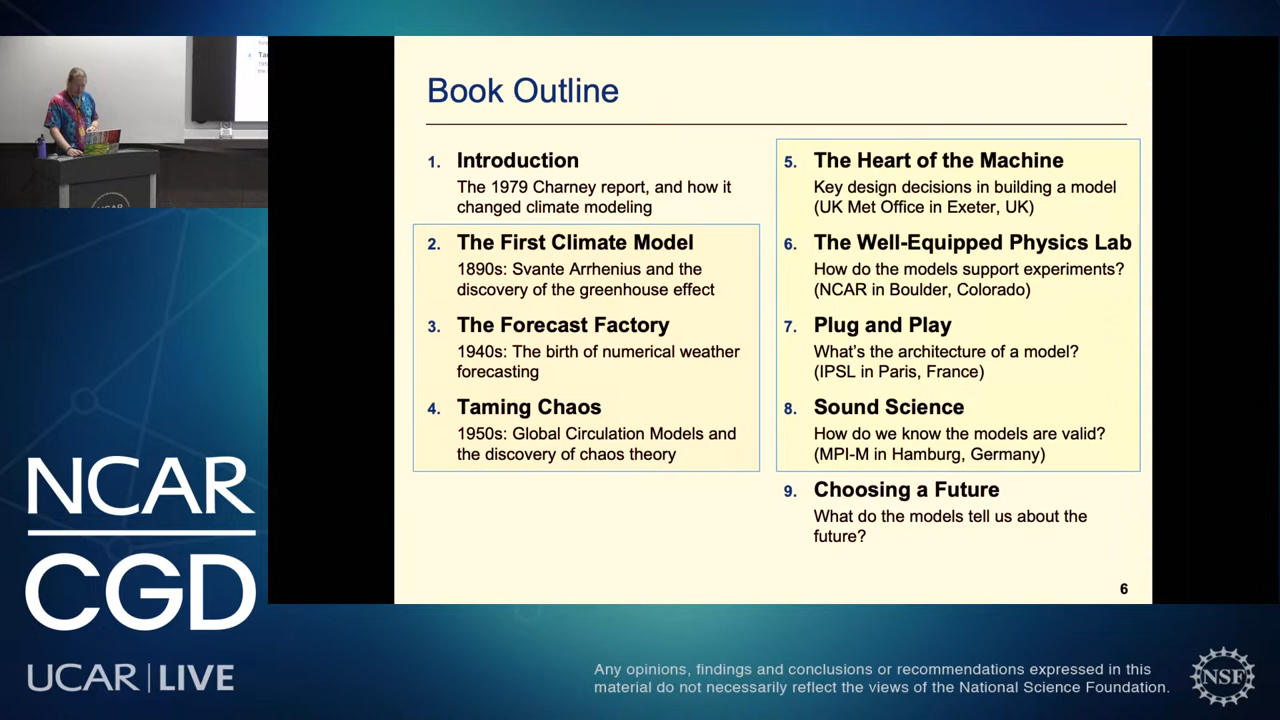 Book Outline
1. Introduction
The 1979 Charney report, and how it
changed climate modeling
2. The First Climate Model
1890s: Svante Arrhenius and the
discovery of the greenhouse effect
3. The Forecast Factory
1940s: The birth of numerical weather
forecasting
4. Taming Chaos
1950s: Global Circulation Models and
the discovery of chaos theory
5. The Heart of the Machine
Key design decisions in building a model
(UK Met Office in Exeter, UK)
6. The Well-Equipped Physics Lab
How do the models support experiments?
(NCAR in Boulder, Colorado)
7. Plug and Play
What's the architecture of a model?
(IPSL in Paris, France)
8. Sound Science
How do we know the models are valid?
(MPI-M in Hamburg, Germany)
9. Choosing a Future
What do the models tell us about the
future?
6
NCAR
NCAR
CGD
UCAR | LIVE
Any opinions, findings and conclusions or recommendations expressed in this
material do not necessarily reflect the views of the National Science Foundation.
NSF